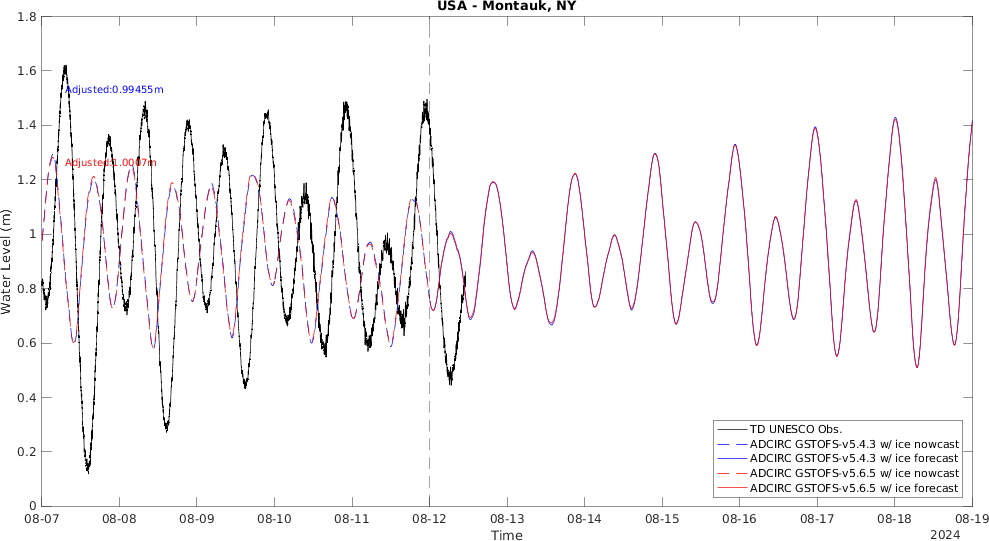 USA - Montauk, NY
1.8
1.6
1.4
1.2
1
0.8
0.6
0.4
0.2
0
Water Level (m)
Adjusted:0.99455m
Adjusted:1.0007m
TD UNESCO Obs.
ADCIRC GSTOFS-v5.4.3 w/ ice nowcast
ADCIRC GSTOFS-v5.4.3 w/ ice forecast
ADCIRC GSTOFS-v5.6.5 w/ ice nowcast
ADCIRC GSTOFS-v5.6.5 w/ ice forecast
08-07 08-08 08-09 08-10 08-11 08-12 08-13 08-14 08-15 08-16 08-17 08-18 08-19
Time
2024